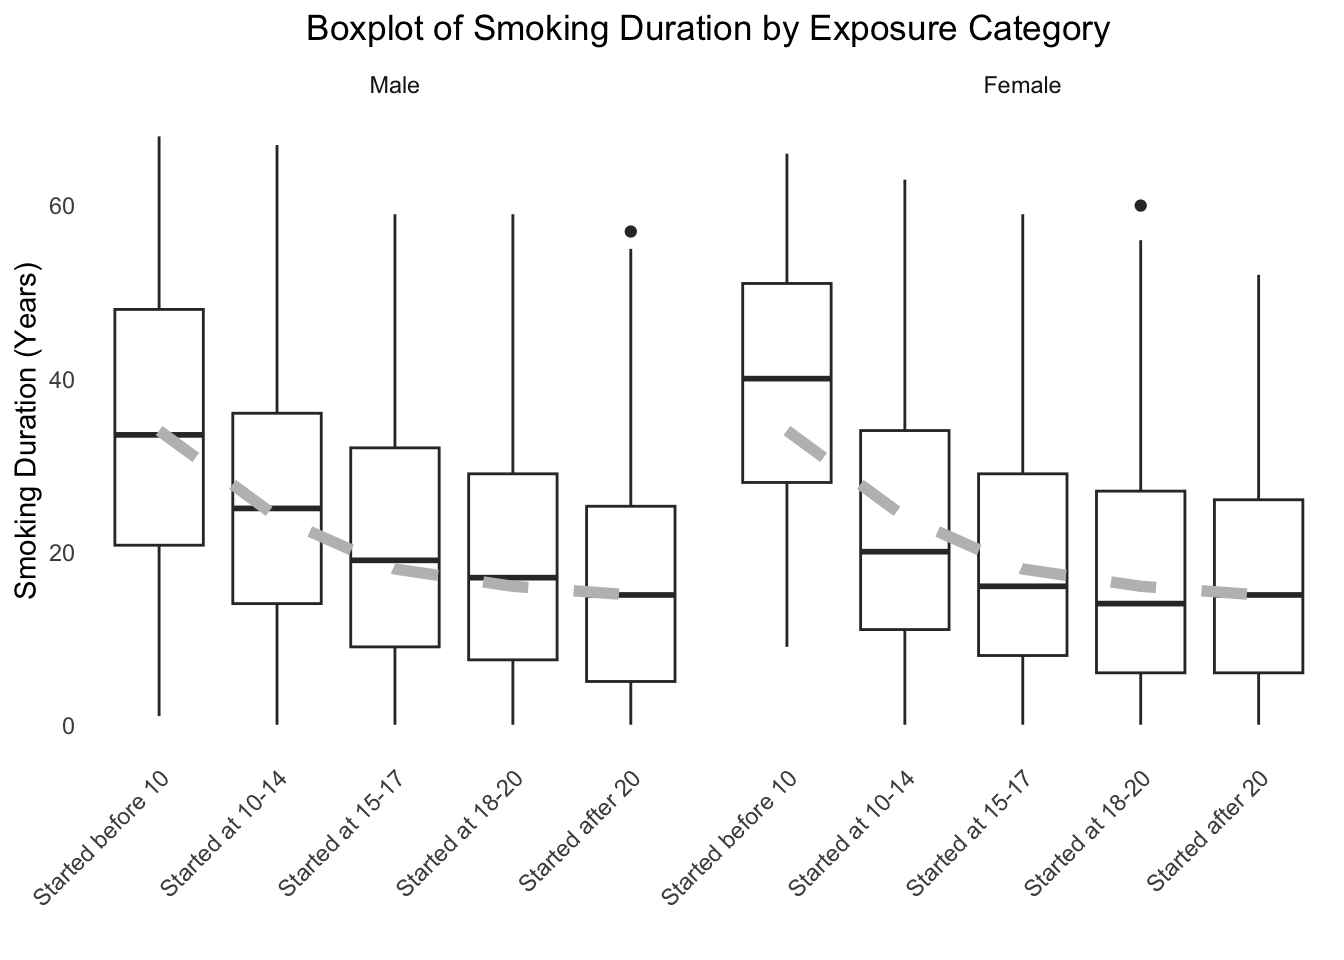 Boxplot of Smoking Duration by Exposure Category
Male
Female
Smoking Duration (Years)
60
40
20
0
Started before 10
Started at 10-14
Started at 15-17
Started at 18-20
Started after 20
Started before 10
Started at 10-14
Started at 15-17
Started at 18-20
Started after 20